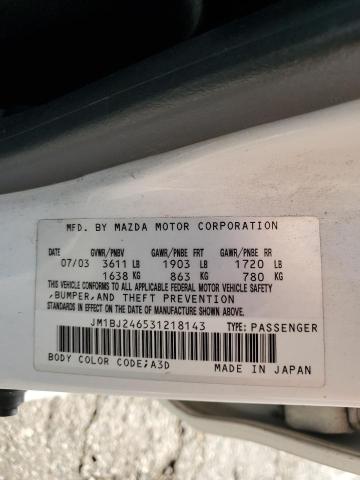 MFD. BY MAZDA MOTOR CORPORATION
DATE GVWR/PNBV GAWR/PNBE FRT GAWR/PNBE RR
07/03 3611 LB 1903 LB 1720 LB
1638 KG 863 KG 780 KG
THIS VEHICLE CONFORMS TO ALL APPLICABLE FEDERAL MOTOR VEHICLE SAFETY
,BUMPER,AND THEFT PREVENTION
STANDARDS IN EFFECT ON THE DATE OF MANUFACTURE SHOWN ABOVE.
JM1BJ246531218143 TYPE: PASSENGER
BODY COLOR CODE;A3D MADE IN JAPAN